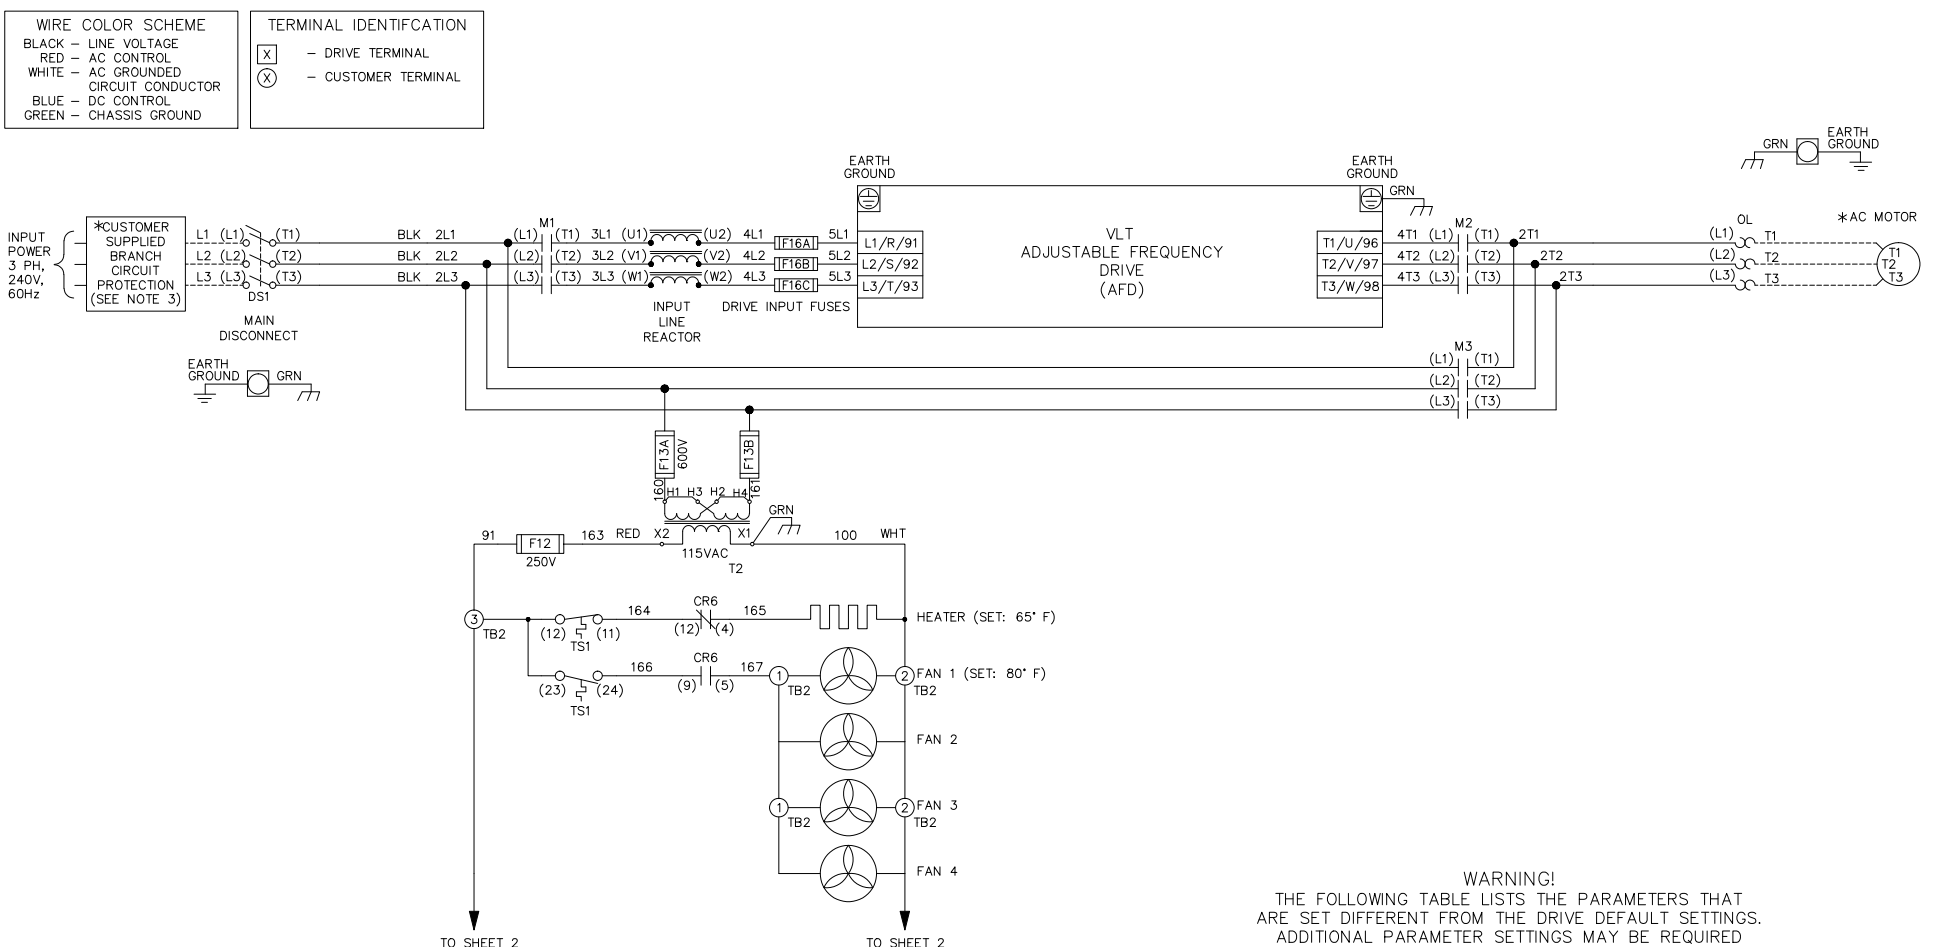 WIRE COLOR SCHEME
BLACK – LINE VOLTAGE
RED – AC CONTROL
WHITE – AC GROUNDED
CIRCUIT CONDUCTOR
BLUE – DC CONTROL
GREEN – CHASSIS GROUND
TERMINAL IDENTIFCATION
X – DRIVE TERMINAL
X – CUSTOMER TERMINAL
INPUT
POWER
3 PH,
240V,
60Hz
*CUSTOMER
SUPPLIED
BRANCH
CIRCUIT
PROTECTION
(SEE NOTE 3)
L1 (L1) (T1) BLK 2L1 (L1) M1 (T1) 3L1 (U1) (U2) 4L1 F16A 5L1 L1/R/91
L2 (L2) (T2) BLK 2L2 (L2) (T2) 3L2 (V1) (V2) 4L2 F16B 5L2 L2/S/92
L3 (L3) (T3) BLK 2L3 (L3) (T3) 3L3 (W1) (W2) 4L3 F16C 5L3 L3/T/93
DS1
MAIN
DISCONNECT
INPUT
LINE
REACTOR
DRIVE INPUT FUSES
EARTH
GROUND
VLT
ADJUSTABLE FREQUENCY
DRIVE
(AFD)
EARTH
GROUND
GRN
T1/U/96 4T1 (L1) M2 (T1) 2T1 (L1) OL T1
T2/V/97 4T2 (L2) (T2) 2T2 (L2) T2
T3/W/98 4T3 (L3) (T3) 2T3 (L3) T3
GRN
EARTH
GROUND
*AC MOTOR
T1
T2
T3
EARTH
GROUND
GRN
M3
(L1) (T1)
(L2) (T2)
(L3) (T3)
F13A
600V
F13B
160
161
H1 H3 H2 H4
GRN
91 F12 163 RED X2 X1 100 WHT
250V
115VAC
T2
3 TB2
(12) TS1 (11) 164 CR6 (12) (4) 165 HEATER (SET: 65° F)
(23) TS1 (24) 166 CR6 (9) (5) 167 1 TB2 2 TB2 FAN 1 (SET: 80° F)
FAN 2
1 TB2 2 TB2 FAN 3
FAN 4
TO SHEET 2
TO SHEET 2
WARNING!
THE FOLLOWING TABLE LISTS THE PARAMETERS THAT
ARE SET DIFFERENT FROM THE DRIVE DEFAULT SETTINGS.
ADDITIONAL PARAMETER SETTINGS MAY BE REQUIRED